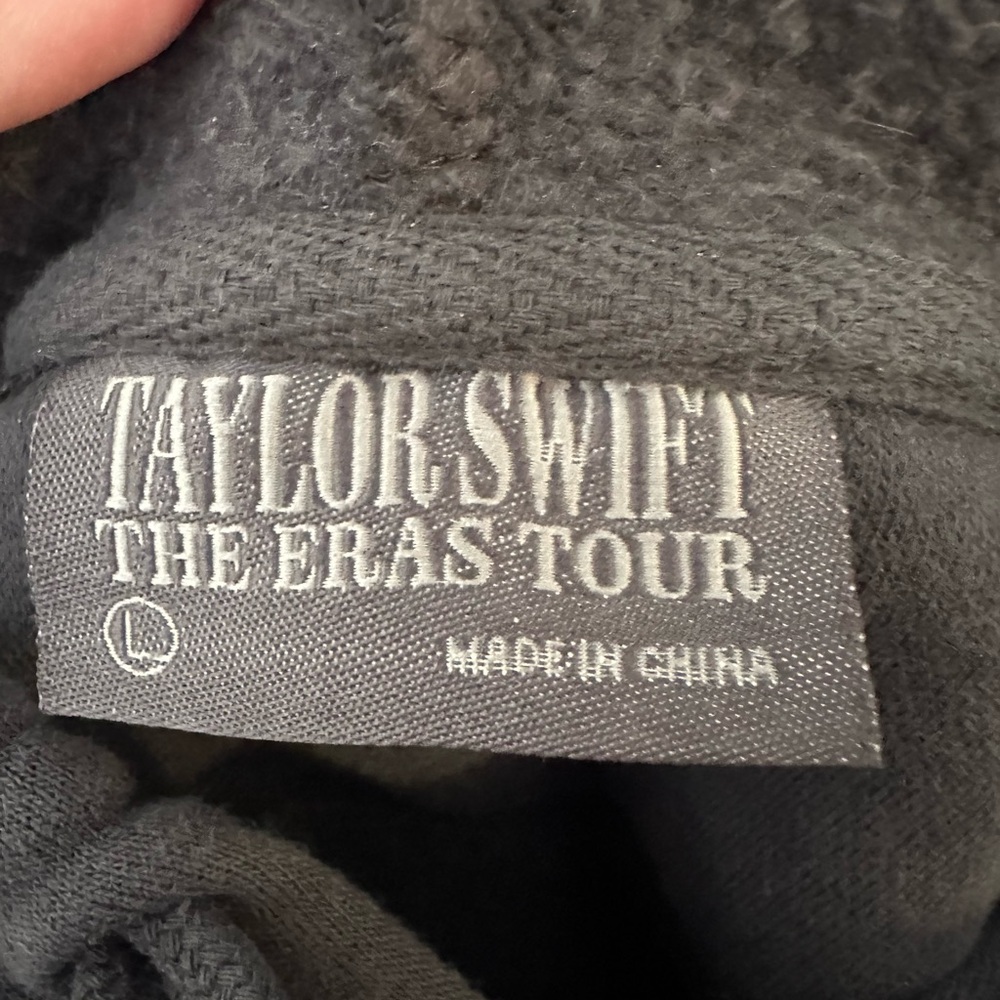 TAYLOR SWIFT
THE ERAS TOUR
L
MADE IN CHINA